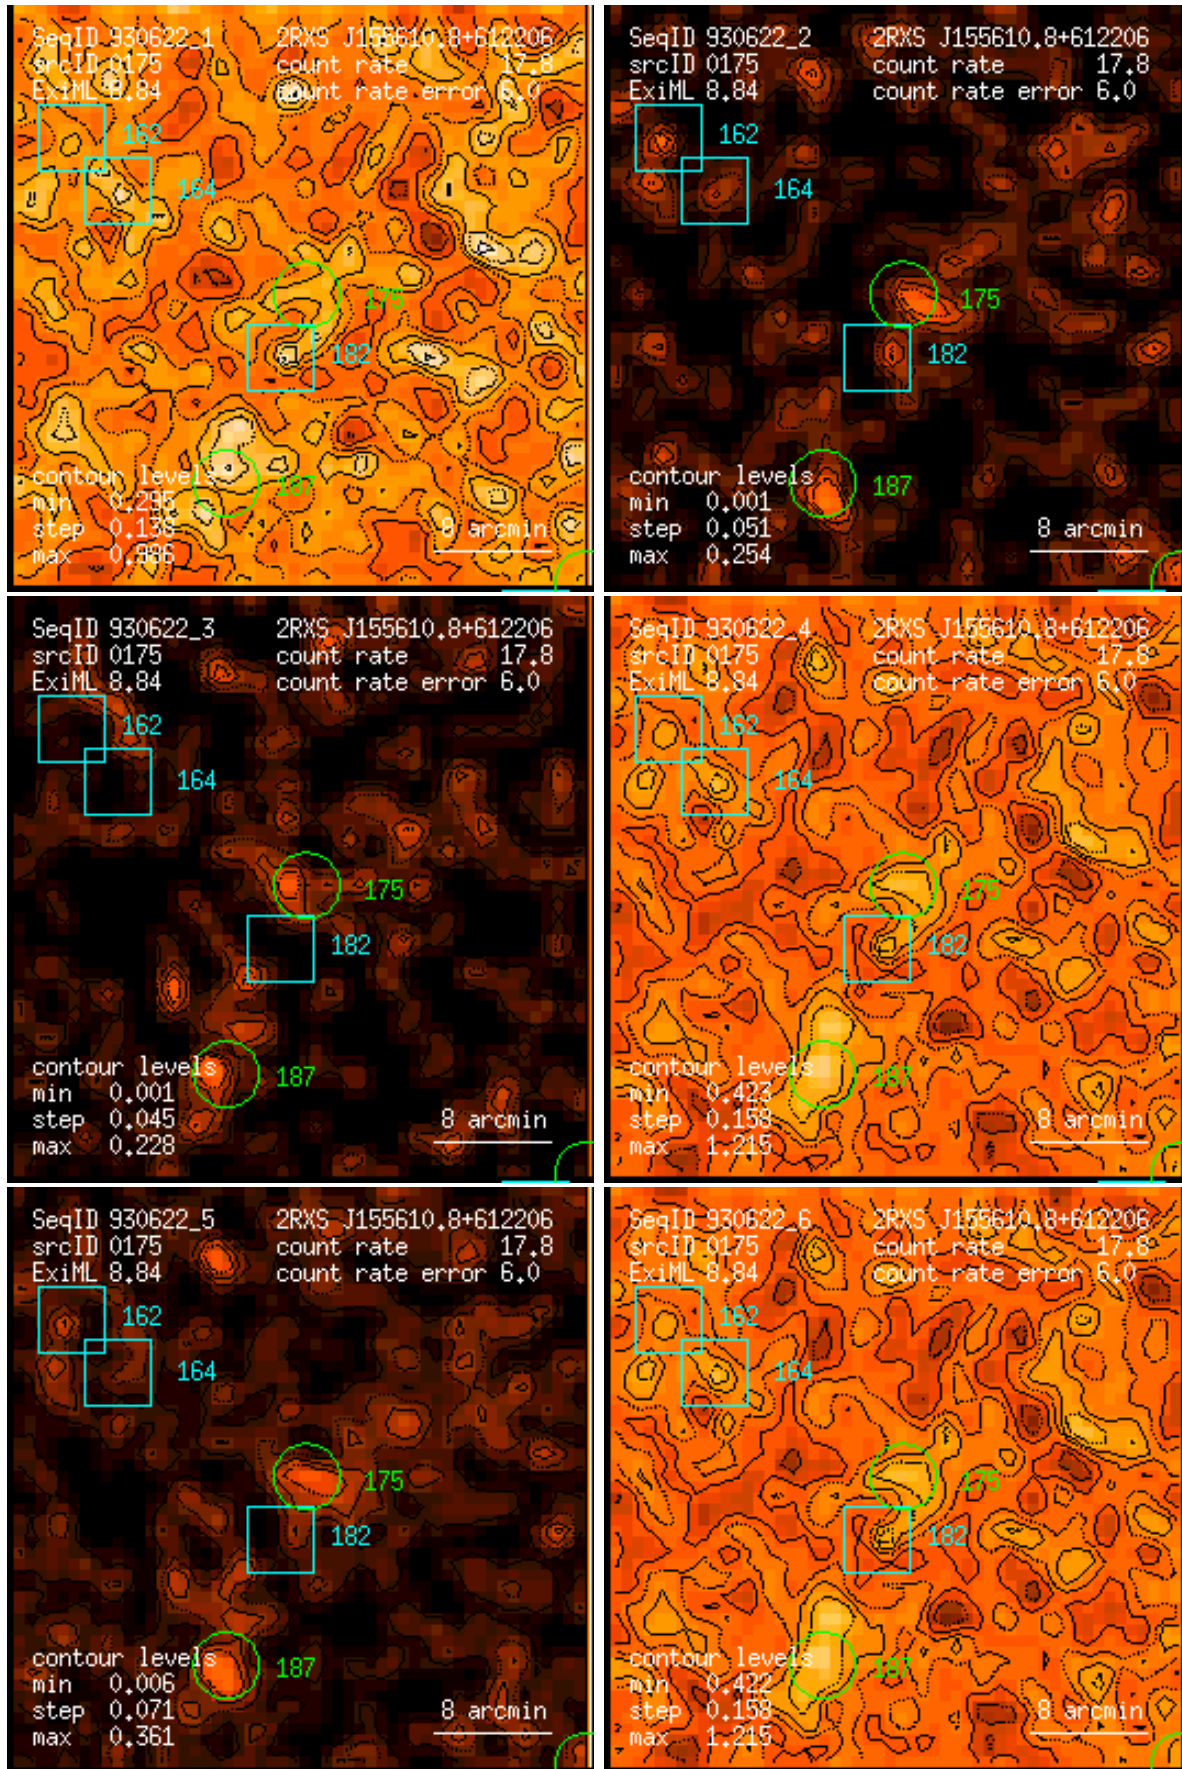 SeqID 930622_1 2RXS J155610.8+612206
srcID 0175 count rate 17.8
ExiML 8.84 count rate error 6.0
162
164
175
182
187
contour levels
min 0.295
step 0.138
max 0.986
8 arcmin
SeqID 930622_2 2RXS J155610.8+612206
srcID 0175 count rate 17.8
ExiML 8.84 count rate error 6.0
162
164
175
182
187
contour levels
min 0.001
step 0.051
max 0.254
8 arcmin
SeqID 930622_3 2RXS J155610.8+612206
srcID 0175 count rate 17.8
ExiML 8.84 count rate error 6.0
162
164
175
182
187
contour levels
min 0.001
step 0.045
max 0.228
8 arcmin
SeqID 930622_4 2RXS J155610.8+612206
srcID 0175 count rate 17.8
ExiML 8.84 count rate error 6.0
162
164
175
182
187
contour levels
min 0.423
step 0.158
max 1.215
8 arcmin
SeqID 930622_5 2RXS J155610.8+612206
srcID 0175 count rate 17.8
ExiML 8.84 count rate error 6.0
162
164
175
182
187
contour levels
min 0.006
step 0.071
max 0.361
8 arcmin
SeqID 930622_6 2RXS J155610.8+612206
srcID 0175 count rate 17.8
ExiML 8.84 count rate error 6.0
162
164
175
182
187
contour levels
min 0.422
step 0.158
max 1.215
8 arcmin